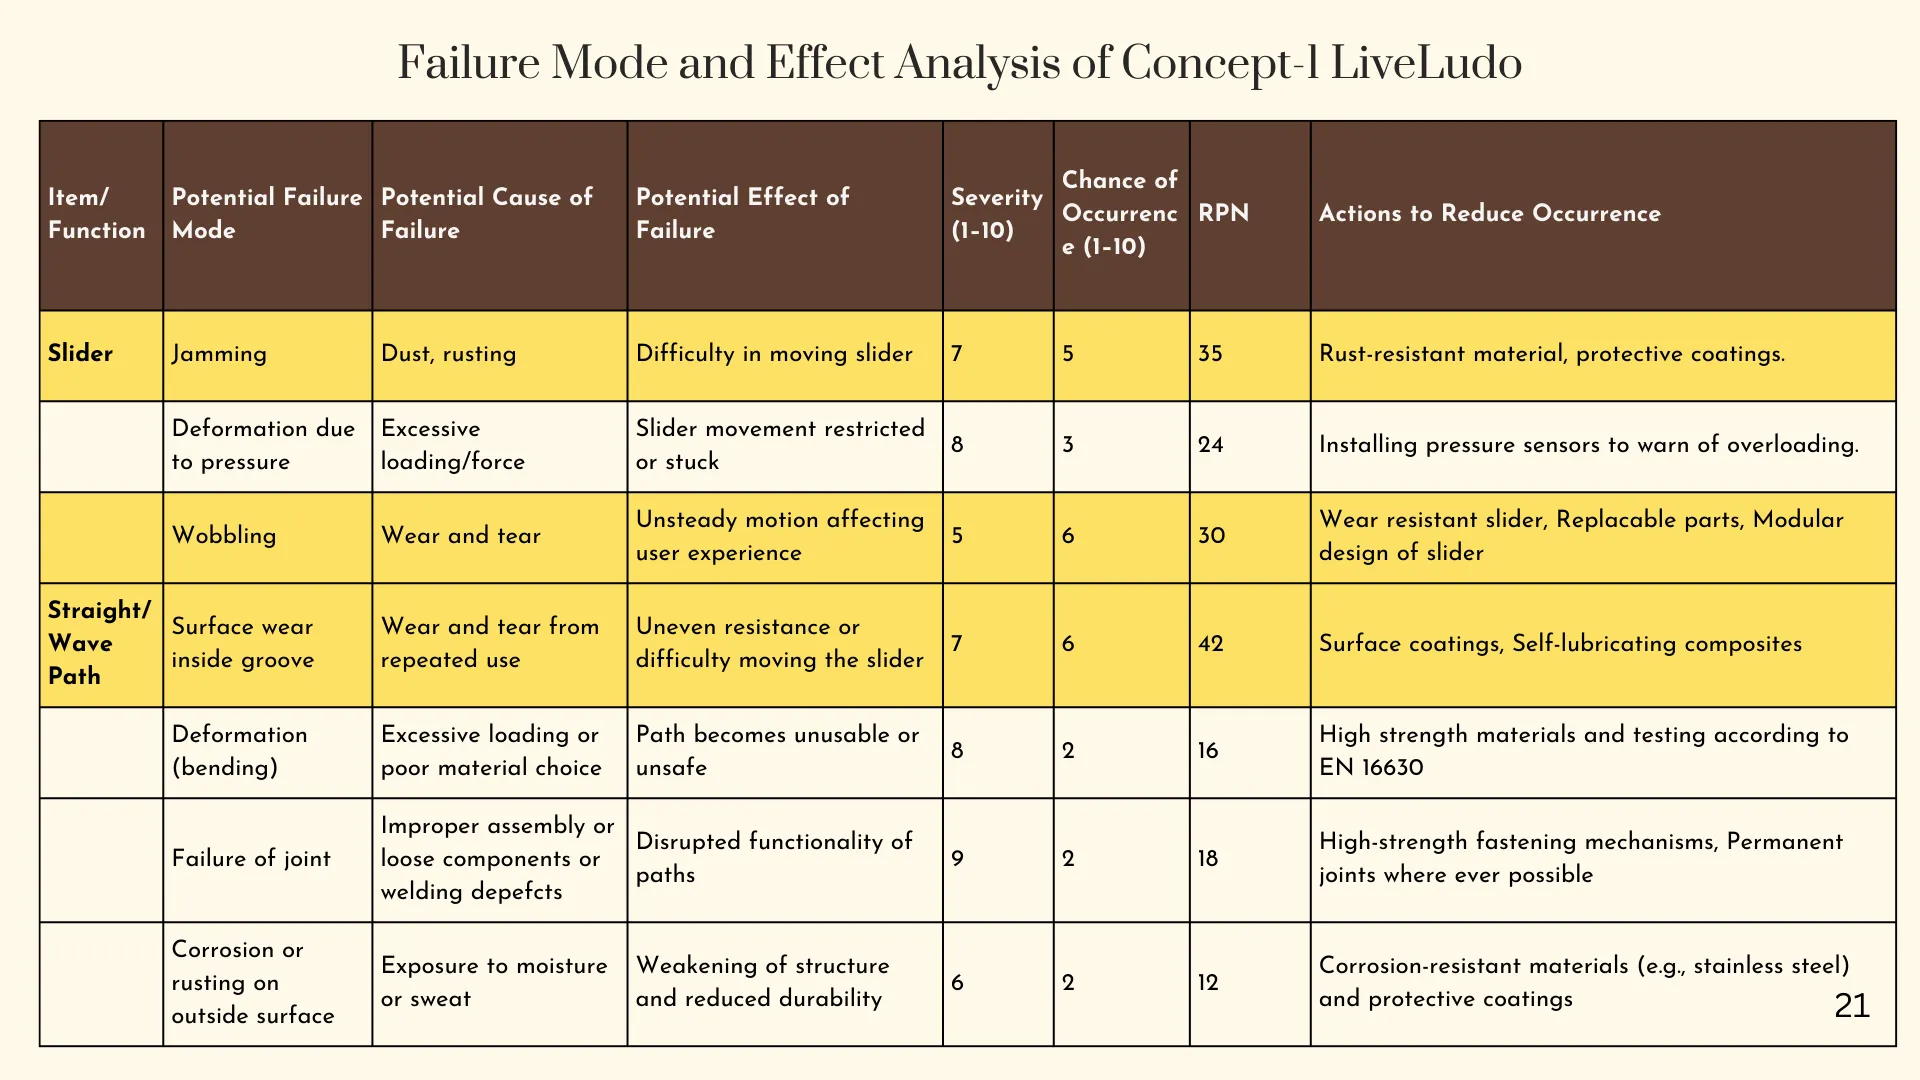 Failure Mode and Effect Analysis of Concept-1 LiveLudo
Item/
Function
Potential Failure
Mode
Potential Cause of
Failure
Potential Effect of
Failure
Severity
(1-10)
Chance of
Occurrenc
e (1-10)
RPN
Actions to Reduce Occurrence
Slider
Jamming
Dust, rusting
Difficulty in moving slider
7
5
35
Rust-resistant material, protective coatings.
Deformation due
to pressure
Excessive
loading/force
Slider movement restricted
or stuck
8
3
24
Installing pressure sensors to warn of overloading.
Wobbling
Wear and tear
Unsteady motion affecting
user experience
5
6
30
Wear resistant slider, Replacable parts, Modular
design of slider
Straight/
Wave
Path
Surface wear
inside groove
Wear and tear from
repeated use
Uneven resistance or
difficulty moving the slider
7
6
42
Surface coatings, Self-lubricating composites
Deformation
(bending)
Excessive loading or
poor material choice
Path becomes unusable or
unsafe
8
2
16
High strength materials and testing according to
EN 16630
Failure of joint
Improper assembly or
loose components or
welding depefcts
Disrupted functionality of
paths
9
2
18
High-strength fastening mechanisms, Permanent
joints where ever possible
Corrosion or
rusting on
outside surface
Exposure to moisture
or sweat
Weakening of structure
and reduced durability
6
2
12
Corrosion-resistant materials (e.g., stainless steel)
and protective coatings
21